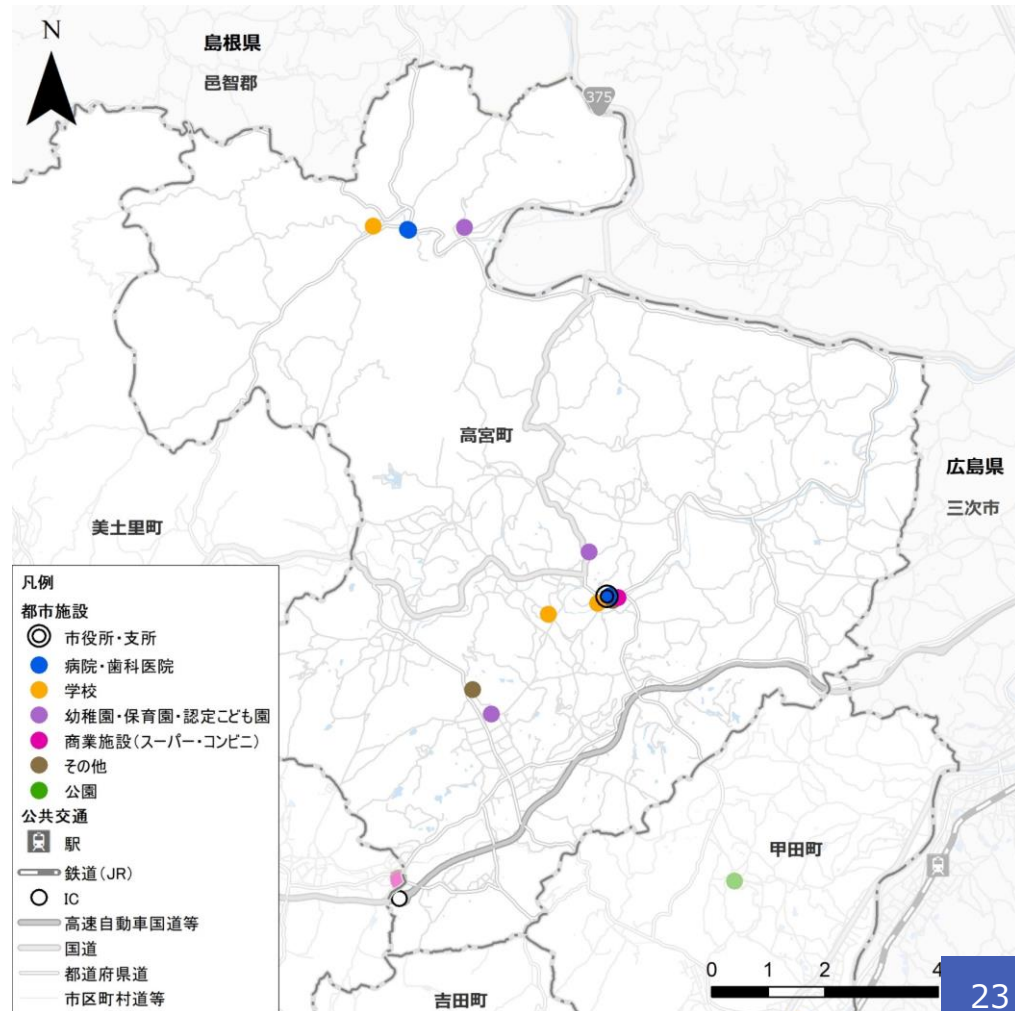 N
島根県
邑智郡
375
高宮町
広島県
三次市
美土里町
凡例
都市施設
市役所・支所
病院・歯科医院
学校
幼稚園・保育園・認定こども園
商業施設(スーパー・コンビニ)
その他
公園
公共交通
駅
鉄道(JR)
IC
高速自動車国道等
国道
都道府県道
市区町村道等
甲田町
吉田町
0 1 2 4
23